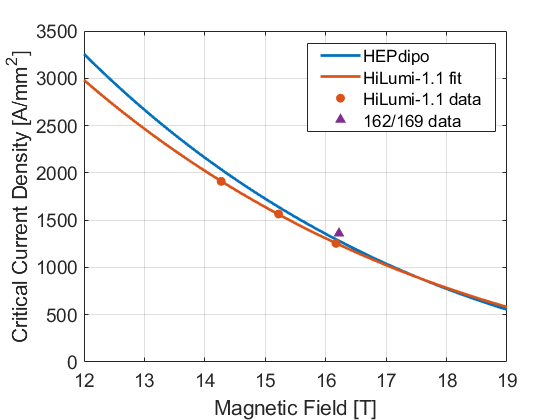 3500
3000
2500
2000
1500
1000
500
0
Critical Current Density [A/mm²]
HEPdipo
HiLumi-1.1 fit
HiLumi-1.1 data
162/169 data
12 13 14 15 16 17 18 19
Magnetic Field [T]